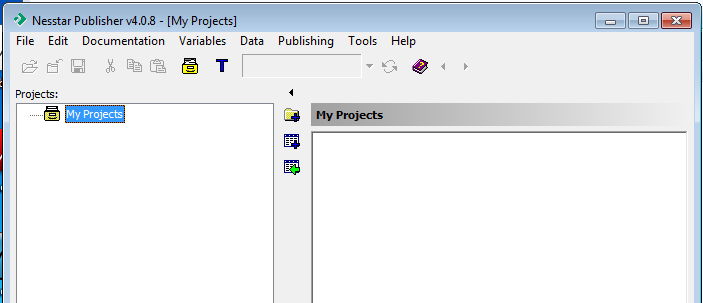 Nesstar Publisher v4.0.8 - [My Projects]
File Edit Documentation Variables Data Publishing Tools Help
T
Projects:
My Projects
My Projects